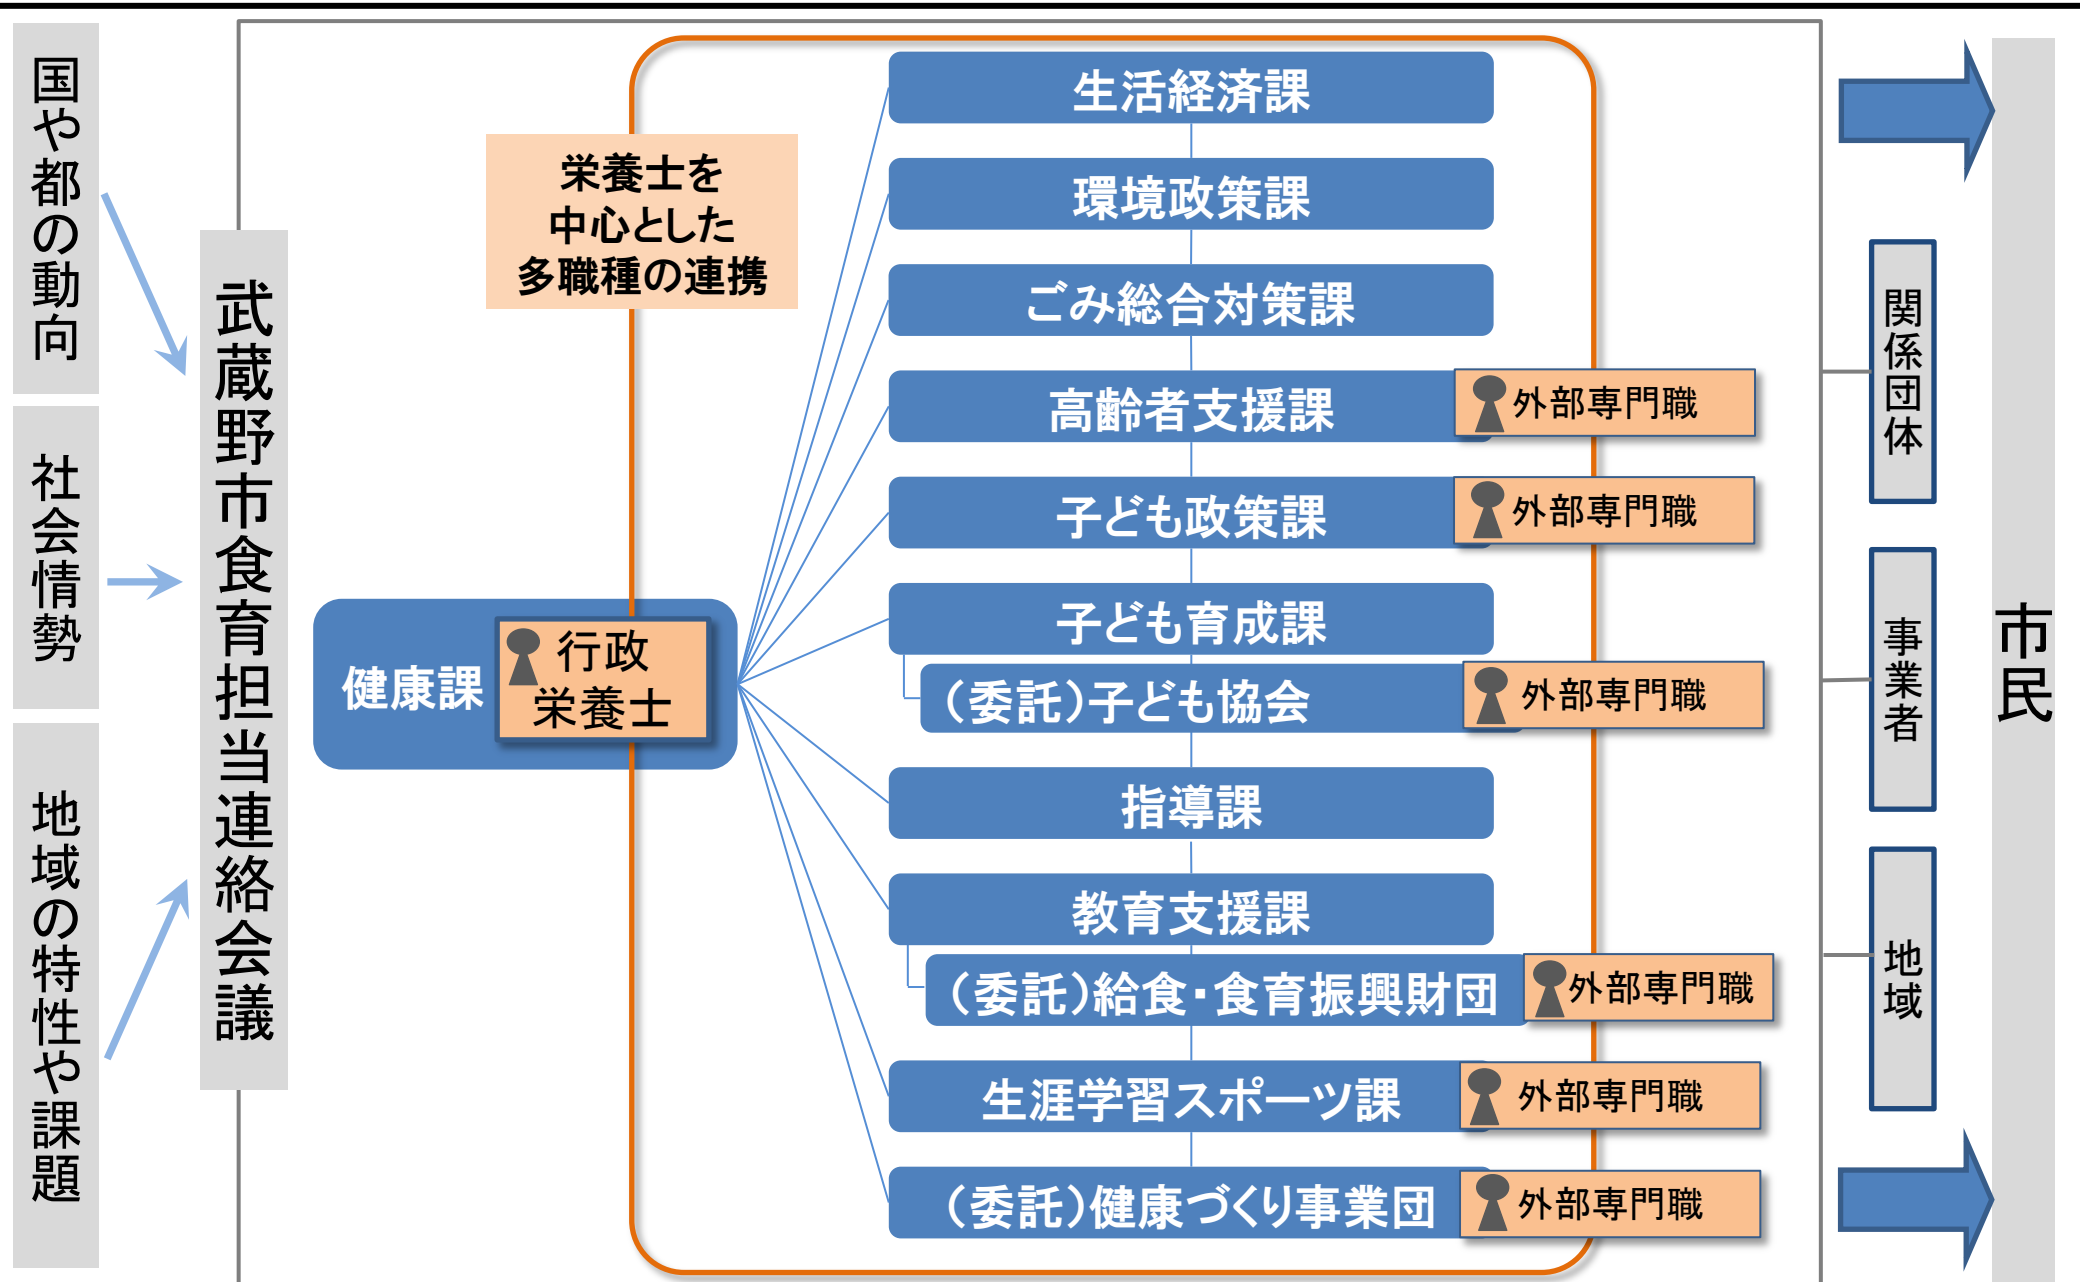 国や都の動向
社会情勢
地域の特性や課題
武蔵野市食育担当連絡会議
栄養士を
中心とした
多職種の連携
健康課
行政
栄養士
生活経済課
環境政策課
ごみ総合対策課
高齢者支援課
外部専門職
子ども政策課
外部専門職
子ども育成課
（委託）子ども協会
外部専門職
指導課
教育支援課
（委託）給食・食育振興財団
外部専門職
生涯学習スポーツ課
外部専門職
（委託）健康づくり事業団
外部専門職
関係団体
事業者
地域
市民